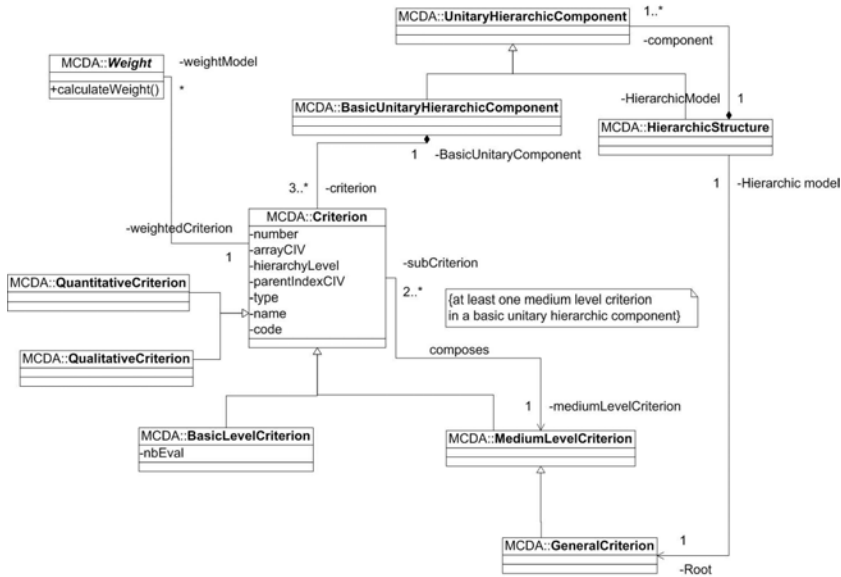 MCDA::UnitaryHierarchicComponent
1..*
-component
MCDA::Weight
+calculateWeight()
-weightModel
*
-HierarchicModel
1
MCDA::BasicUnitaryHierarchicComponent
MCDA::HierarchicStructure
1
-BasicUnitaryComponent
1
-Hierarchic model
3..*
-criterion
MCDA::Criterion
-number
-arrayCIV
-hierarchyLevel
-parentIndexCIV
-type
-name
-code
-weightedCriterion
1
-subCriterion
2..*
MCDA::QuantitativeCriterion
{at least one medium level criterion
in a basic unitary hierarchic component}
MCDA::QualitativeCriterion
composes
1
-mediumLevelCriterion
MCDA::BasicLevelCriterion
-nbEval
MCDA::MediumLevelCriterion
MCDA::GeneralCriterion
1
-Root